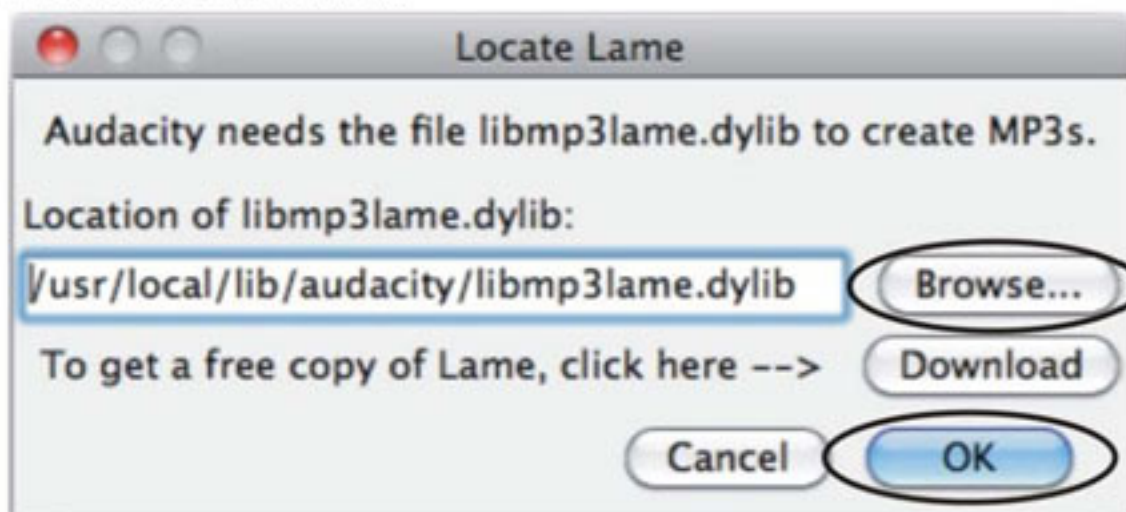 Locate Lame
Audacity needs the file libmp3lame.dylib to create MP3s.
Location of libmp3lame.dylib:
/usr/local/lib/audacity/libmp3lame.dylib Browse...
To get a free copy of Lame, click here --> Download
Cancel OK